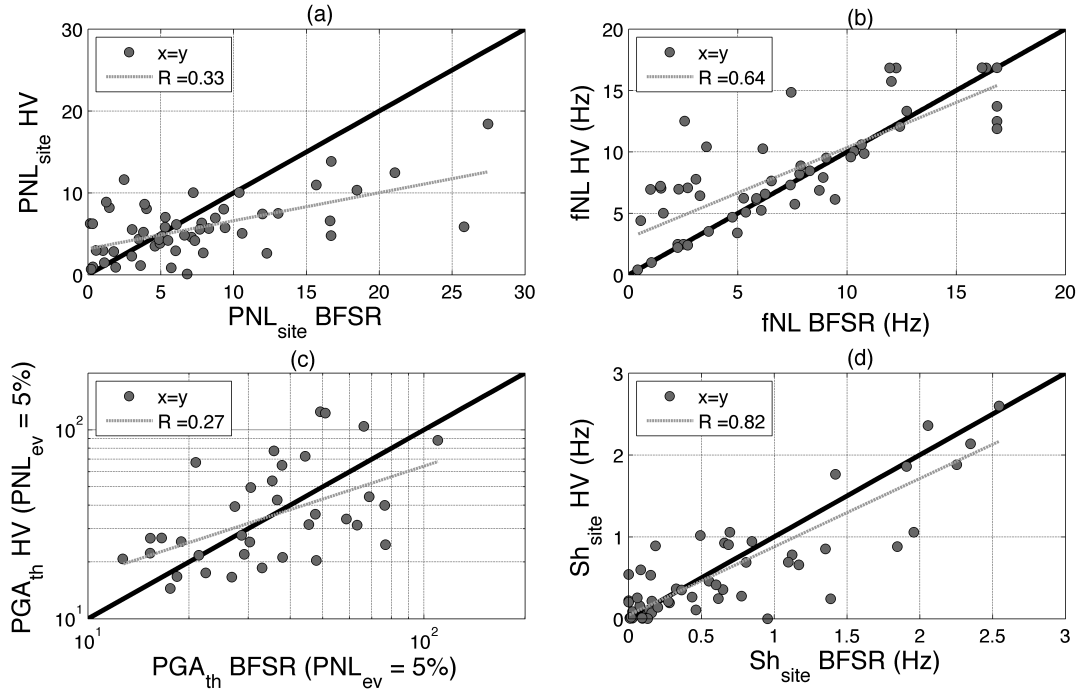 (a)
30
20
10
0
0
5
10
15
20
25
30
PNL_site HV
PNL_site BFSR
x=y
R =0.33
(b)
20
15
10
5
0
0
5
10
15
20
fNL HV (Hz)
fNL BFSR (Hz)
x=y
R =0.64
(c)
10^2
10^1
10^1
10^2
PGA_th HV (PNL_ev = 5%)
PGA_th BFSR (PNL_ev = 5%)
x=y
R =0.27
(d)
3
2
1
0
0
0.5
1
1.5
2
2.5
3
Sh_site HV (Hz)
Sh_site BFSR (Hz)
x=y
R =0.82